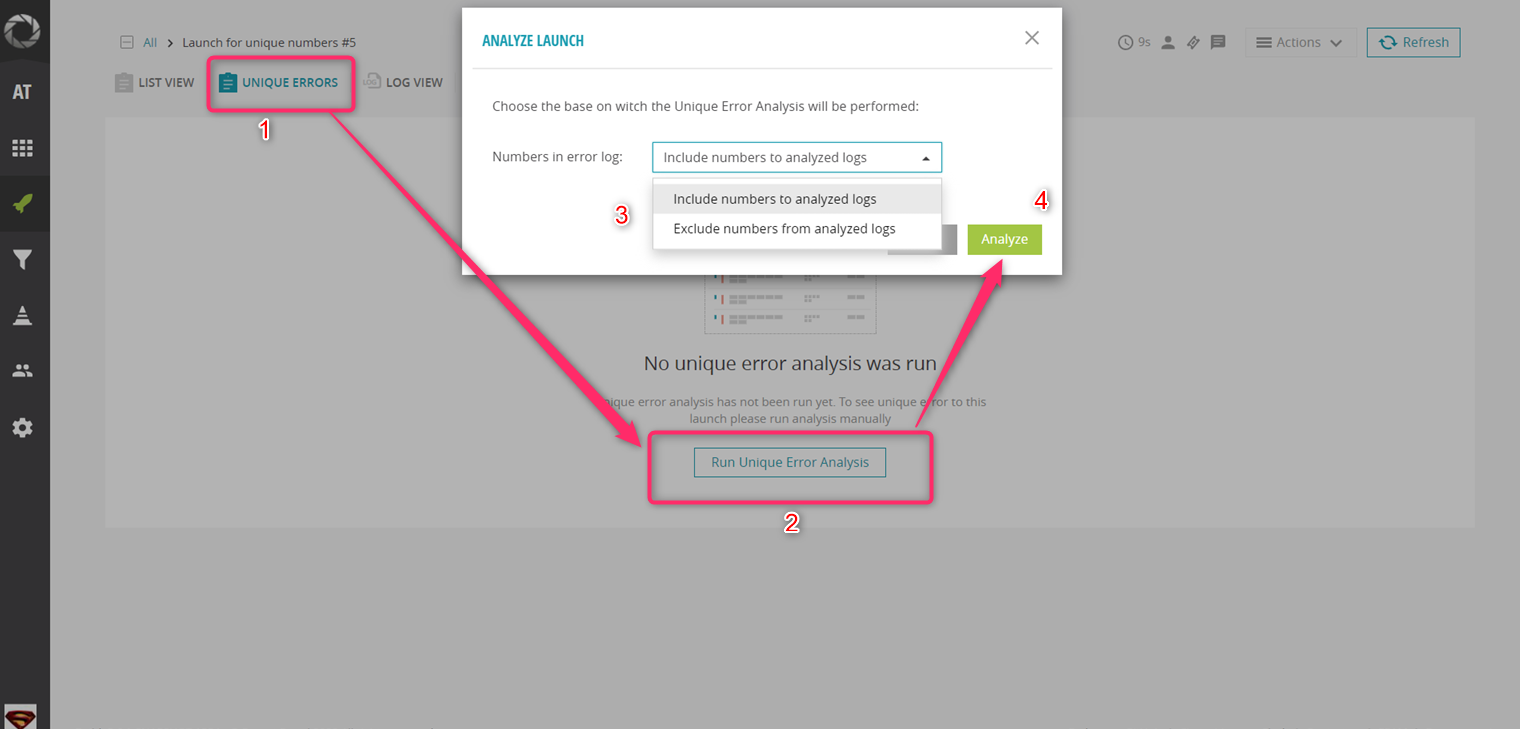 ANALYZE LAUNCH
All > Launch for unique numbers #5
9s
Actions
Refresh
AT
LIST VIEW
UNIQUE ERRORS
LOG VIEW
1
Choose the base on witch the Unique Error Analysis will be performed:
Numbers in error log:
Include numbers to analyzed logs
Include numbers to analyzed logs
Exclude numbers from analyzed logs
3
4
Analyze
No unique error analysis was run
nique error analysis has not been run yet. To see unique error to this
launch please run analysis manually
Run Unique Error Analysis
2